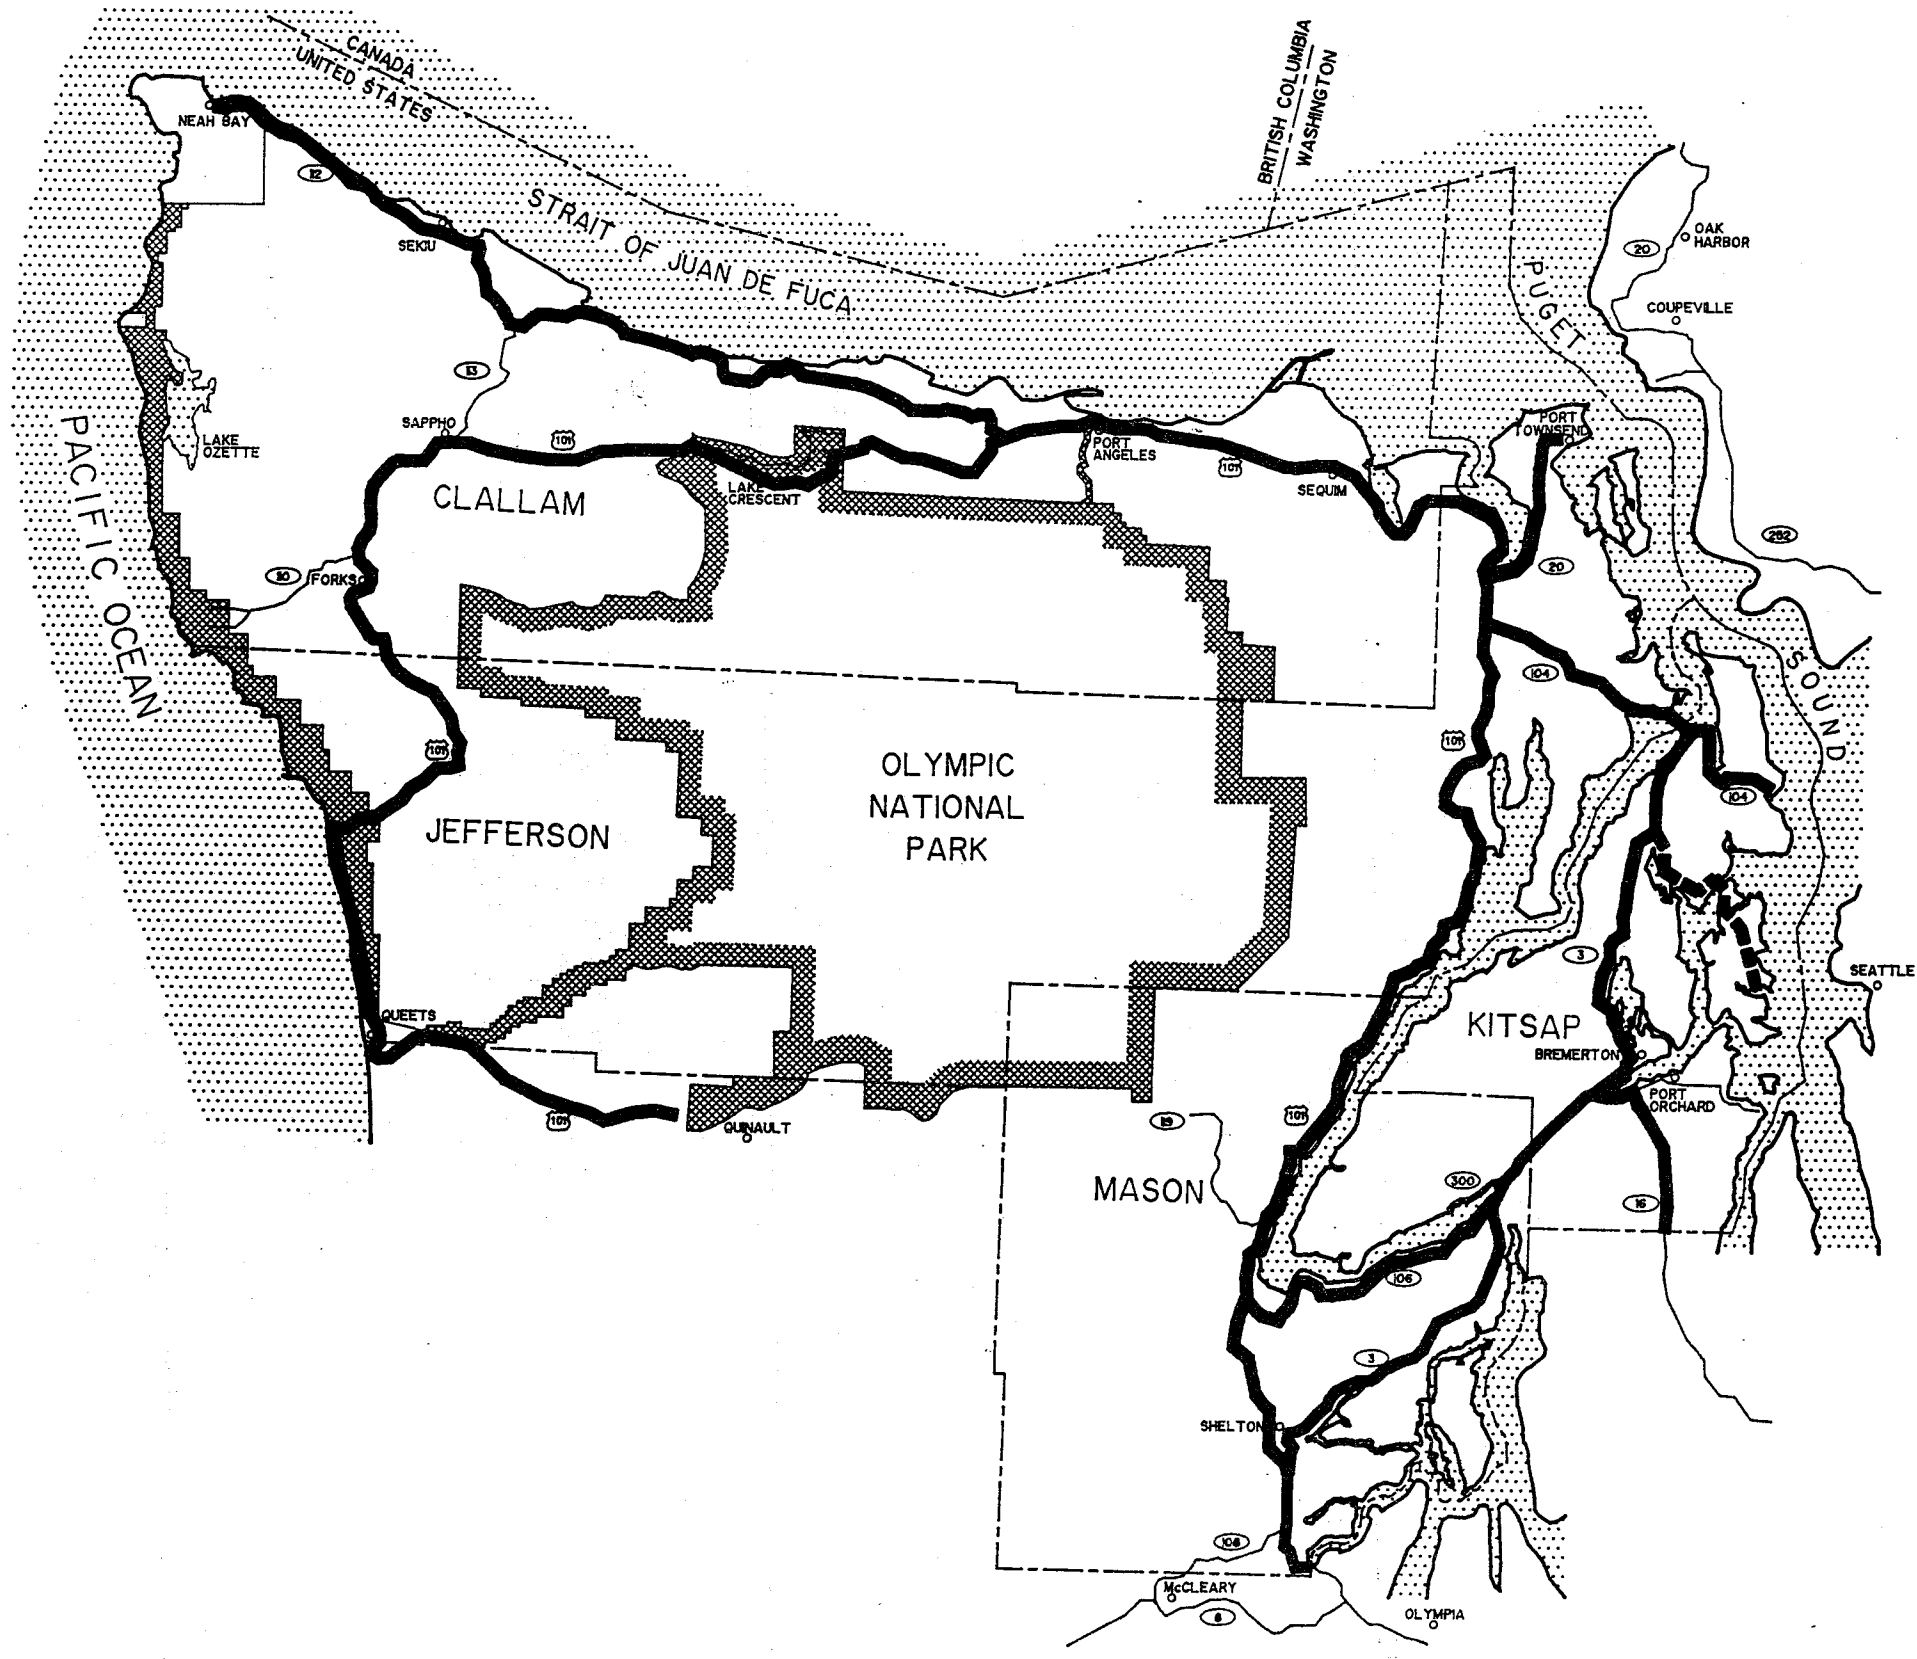 CANADA
UNITED STATES
BRITISH COLUMBIA
WASHINGTON
NEAH BAY
112
STRAIT OF JUAN DE FUCA
SEKIU
OAK
HARBOR
20
COUPEVILLE
PUGET
SOUND
113
SAPPHO
101
LAKE
OZETTE
PORT
TOWNSEND
PORT
ANGELES
101
SEQUIM
LAKE
CRESCENT
CLALLAM
PACIFIC OCEAN
FORKS
20
104
101
101
OLYMPIC
NATIONAL
PARK
JEFFERSON
104
3
SEATTLE
QUEETS
KITSAP
BREMERTON
PORT
ORCHARD
101
QUINAULT
119
101
MASON
300
16
106
3
SHELTON
108
McCLEARY
8
OLYMPIA